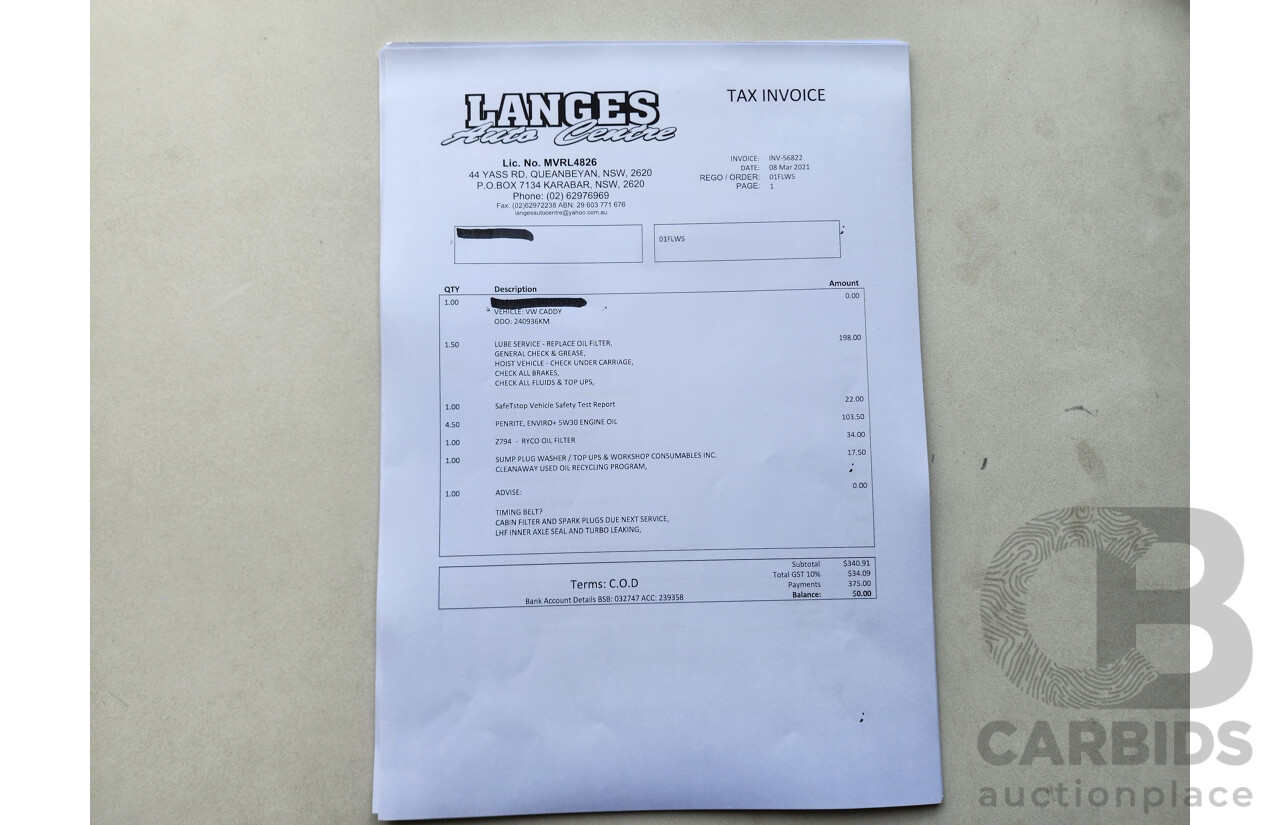 LANGES
Auto Centre
TAX INVOICE
Lic. No. MVRL4826
44 YASS RD, QUEANBEYAN, NSW, 2620
P.O.BOX 7134 KARABAR, NSW, 2620
Phone: (02) 62976969
Fax: (02)62972238 ABN: 29 603 771 676
langesautocentre@yahoo.com.au
INVOICE: INV-56822
DATE: 08 Mar 2021
REGO / ORDER: 01FLWS
PAGE: 1
01FLWS
QTY Description Amount
1.00 0.00
VEHICLE: VW CADDY
ODO: 240936KM
1.50 LUBE SERVICE - REPLACE OIL FILTER, 198.00
GENERAL CHECK & GREASE,
HOIST VEHICLE - CHECK UNDER CARRIAGE,
CHECK ALL BRAKES,
CHECK ALL FLUIDS & TOP UPS,
1.00 SafeTstop Vehicle Safety Test Report 22.00
4.50 PENRITE, ENVIRO+ 5W30 ENGINE OIL 103.50
1.00 Z794 - RYCO OIL FILTER 34.00
1.00 SUMP PLUG WASHER / TOP UPS & WORKSHOP CONSUMABLES INC. 17.50
CLEANAWAY USED OIL RECYCLING PROGRAM,
1.00 ADVISE: 0.00
TIMING BELT?
CABIN FILTER AND SPARK PLUGS DUE NEXT SERVICE,
LHF INNER AXLE SEAL AND TURBO LEAKING,
Terms: C.O.D
Bank Account Details BSB: 032747 ACC: 239358
Subtotal $340.91
Total GST 10% $34.09
Payments 375.00
Balance: $0.00
CB
CARBIDS
auctionplace